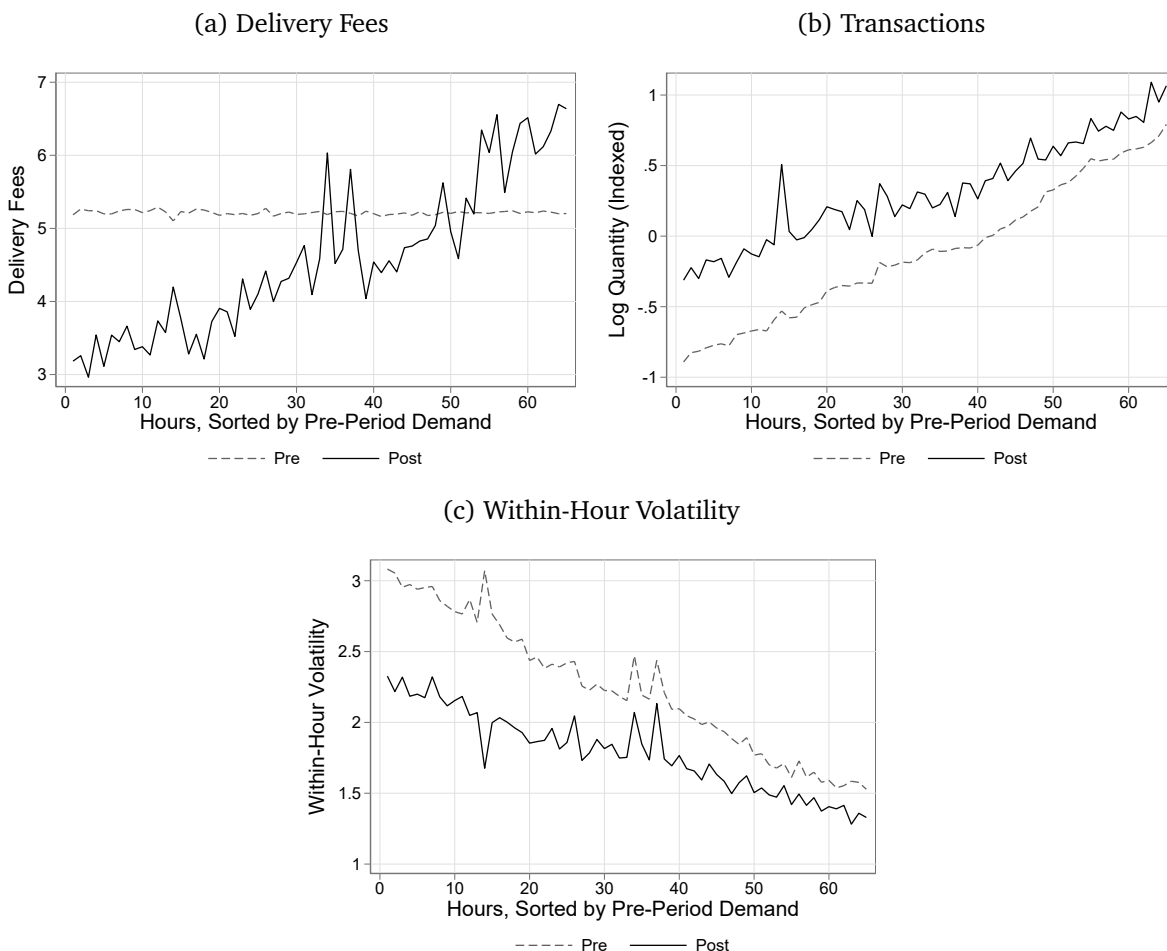 (a) Delivery Fees
(b) Transactions
7
6
5
4
3
Delivery Fees
0 10 20 30 40 50 60
Hours, Sorted by Pre-Period Demand
Pre Post
1
.5
0
-.5
-1
Log Quantity (Indexed)
0 10 20 30 40 50 60
Hours, Sorted by Pre-Period Demand
Pre Post
(c) Within-Hour Volatility
3
2.5
2
1.5
1
Within-Hour Volatility
0 10 20 30 40 50 60
Hours, Sorted by Pre-Period Demand
Pre Post